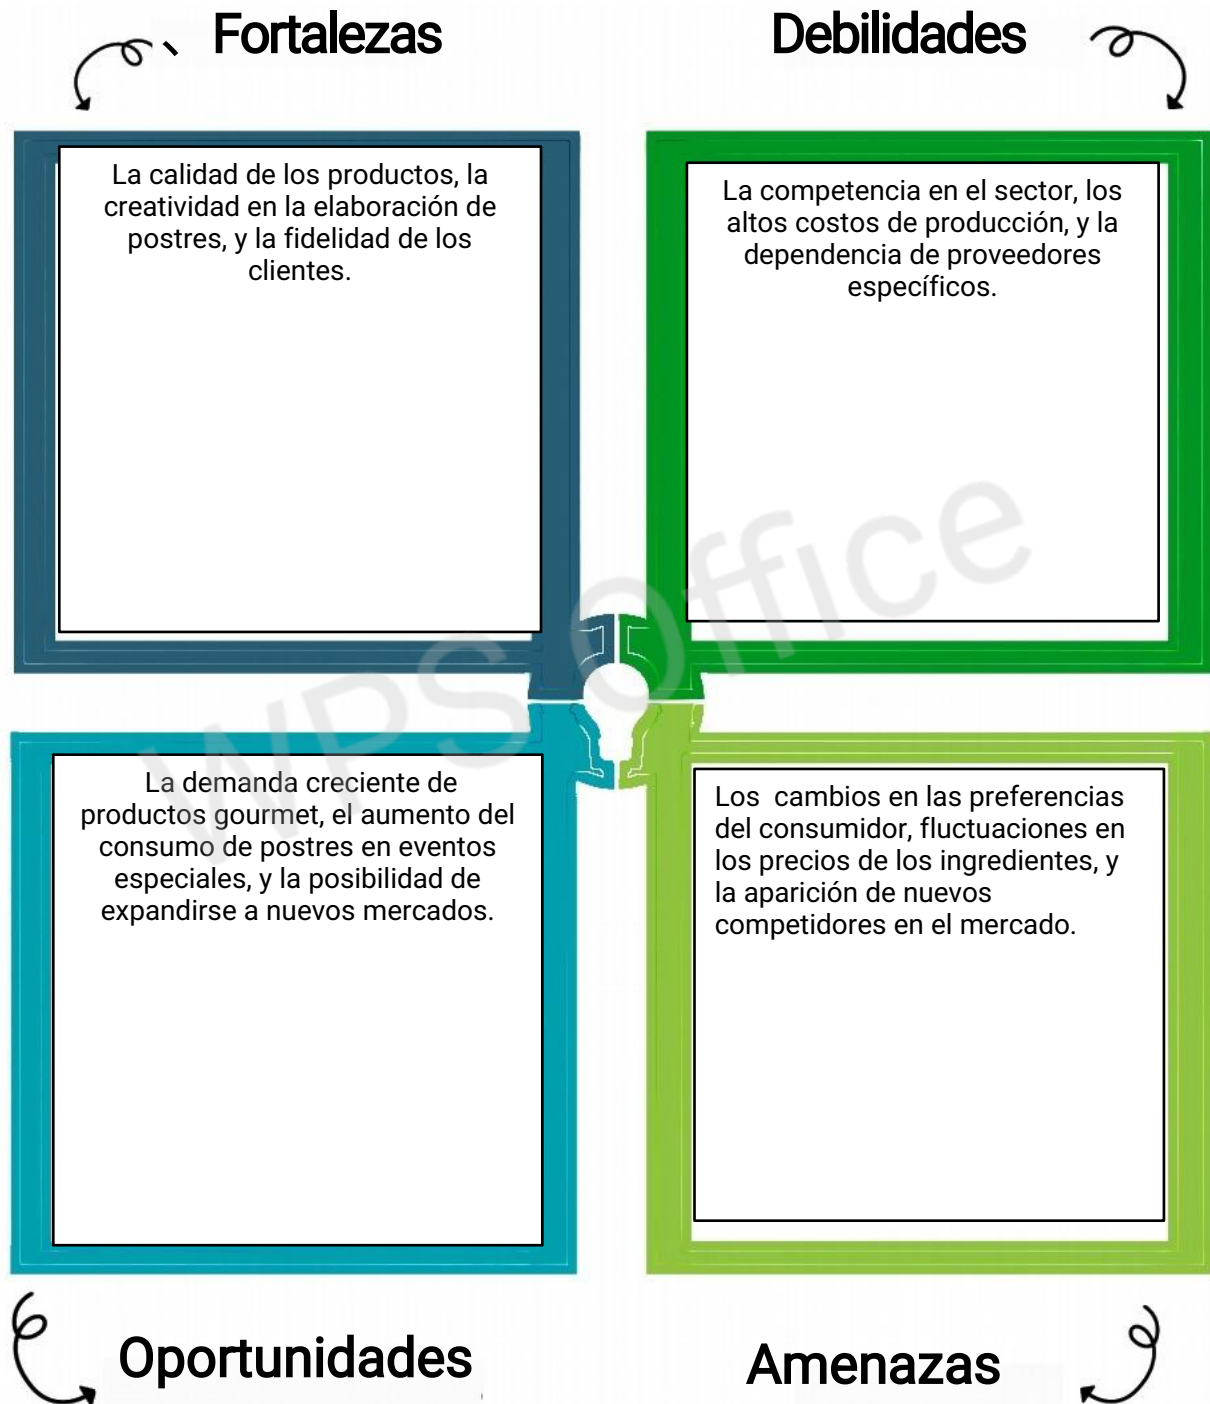 、 Fortalezas
Debilidades
La calidad de los productos, la
creatividad en la elaboración de
postres, y la fidelidad de los
clientes.
La competencia en el sector, los
altos costos de producción, y la
dependencia de proveedores
específicos.
WPS Office
La demanda creciente de
productos gourmet, el aumento del
consumo de postres en eventos
especiales, y la posibilidad de
expandirse a nuevos mercados.
Los  cambios en las preferencias
del consumidor, fluctuaciones en
los precios de los ingredientes, y
la aparición de nuevos
competidores en el mercado.
Oportunidades
Amenazas